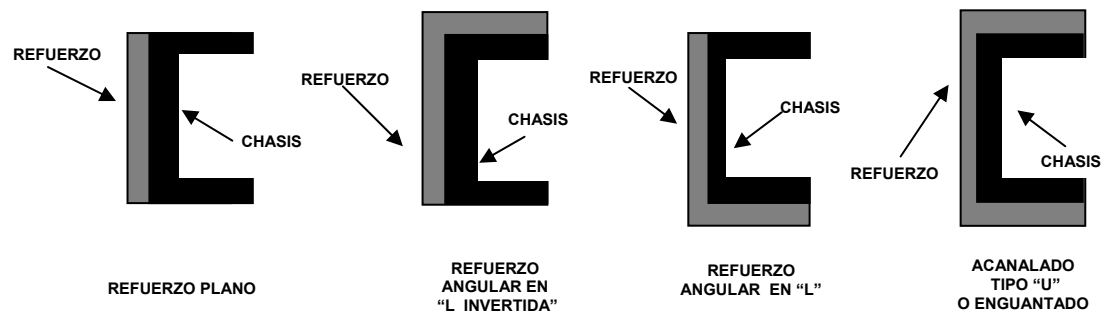 REFUERZO
CHASIS
REFUERZO PLANO
REFUERZO
CHASIS
REFUERZO
ANGULAR EN
“L INVERTIDA”
REFUERZO
CHASIS
REFUERZO
ANGULAR EN “L”
REFUERZO
CHASIS
ACANALADO
TIPO “U”
O ENGUANTADO